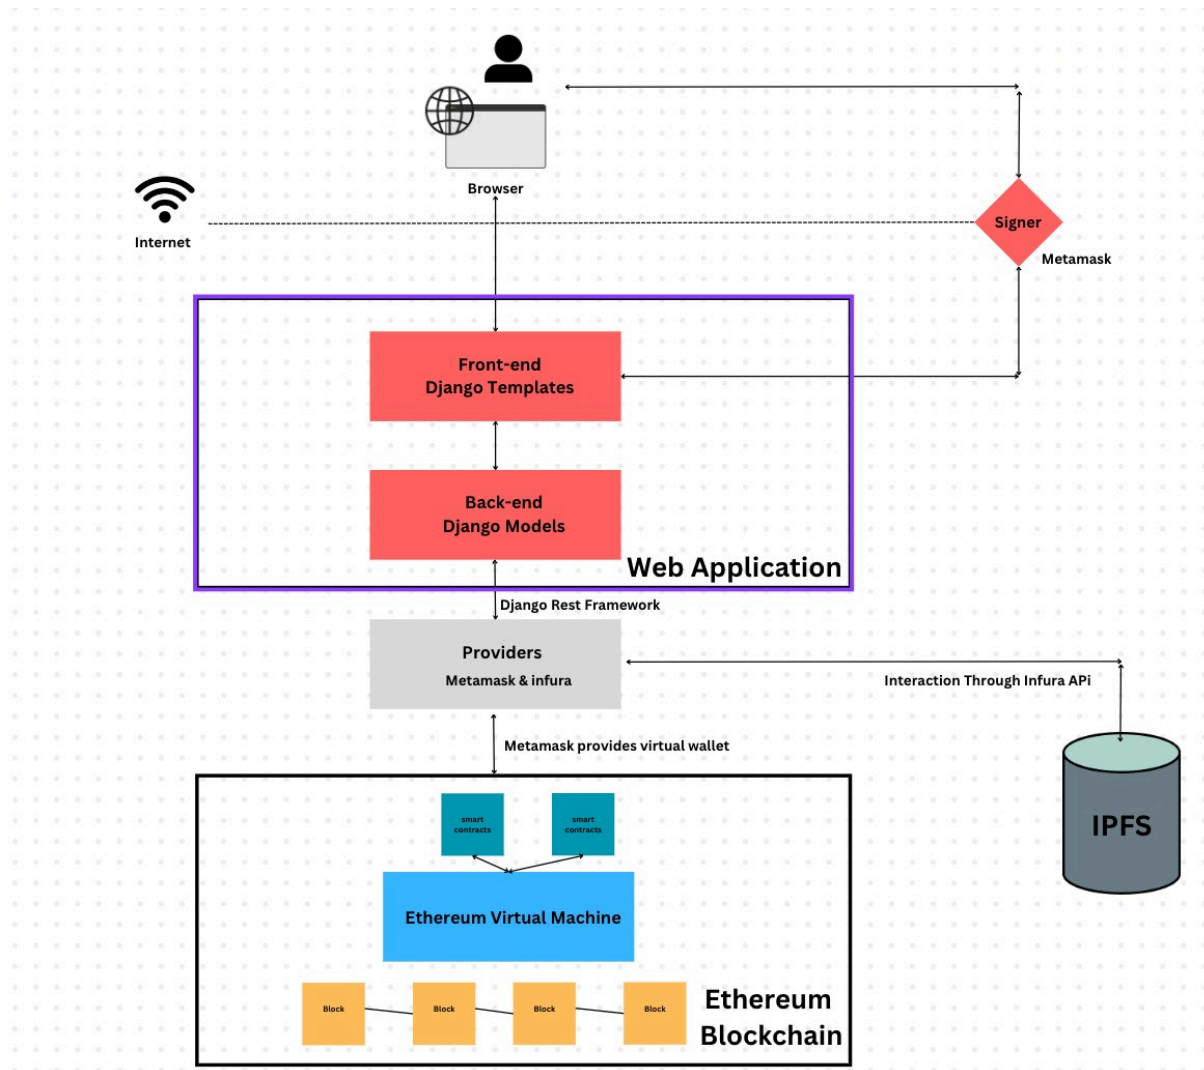 Browser
Internet
Signer
Metamask
Front-end
Django Templates
Back-end
Django Models
Web Application
Django Rest Framework
Providers
Metamask & infura
Interaction Through Infura APi
Metamask provides virtual wallet
smart
contracts
smart
contracts
IPFS
Ethereum Virtual Machine
Block
Block
Block
Block
Ethereum
Blockchain